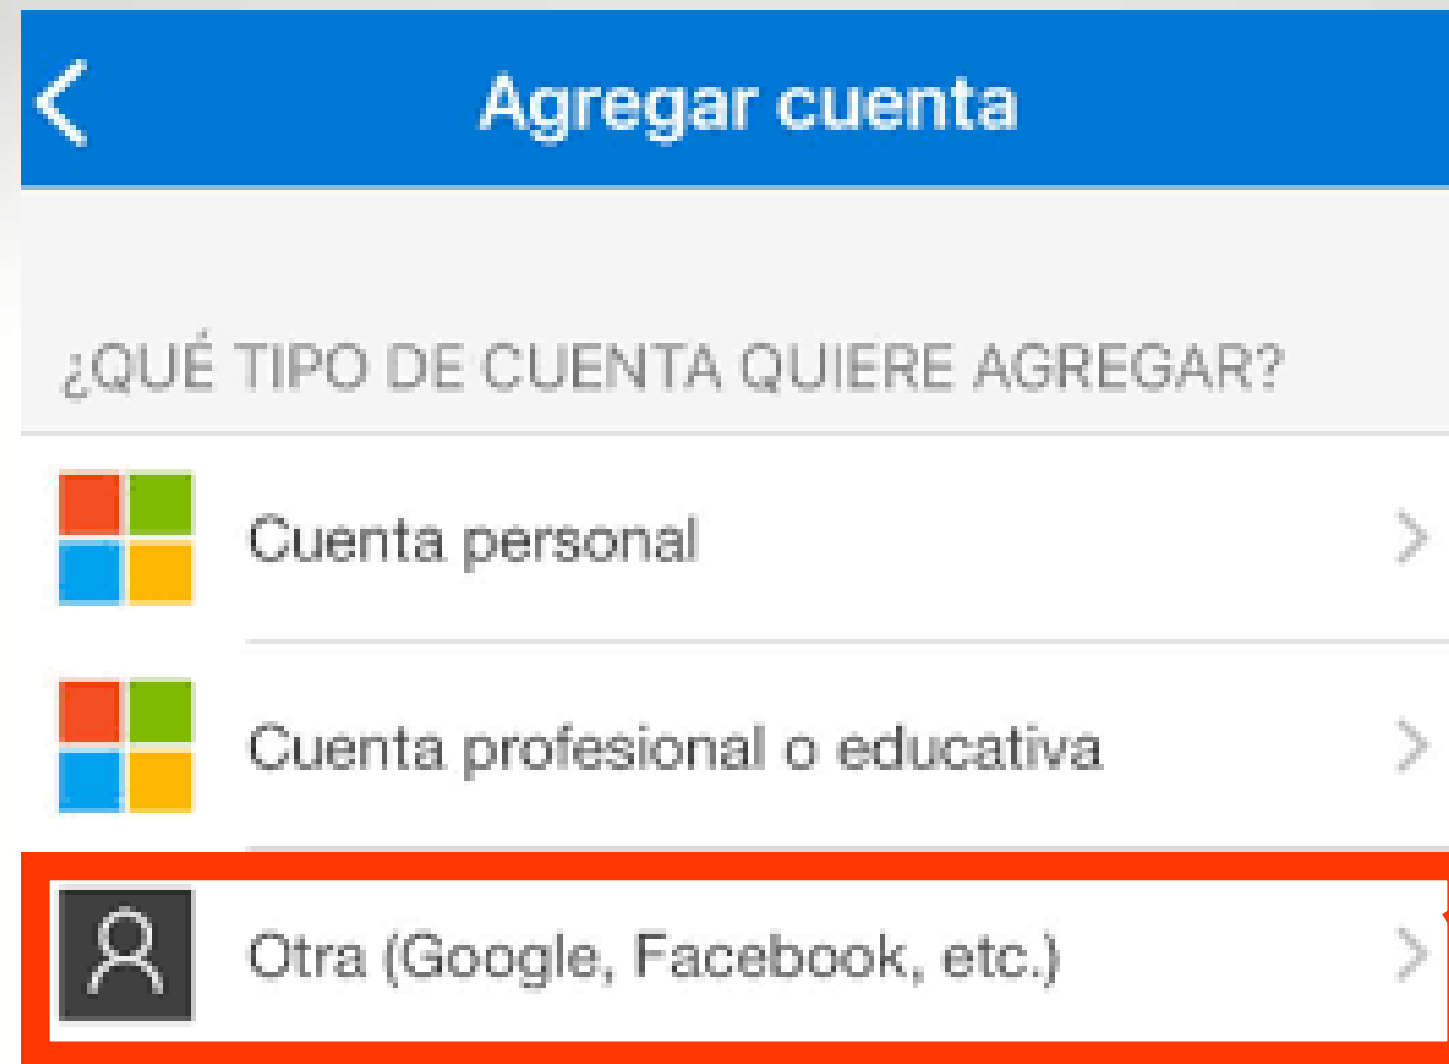 Agregar cuenta
¿QUÉ TIPO DE CUENTA QUIERE AGREGAR?
Cuenta personal
Cuenta profesional o educativa
Otra (Google, Facebook, etc.)